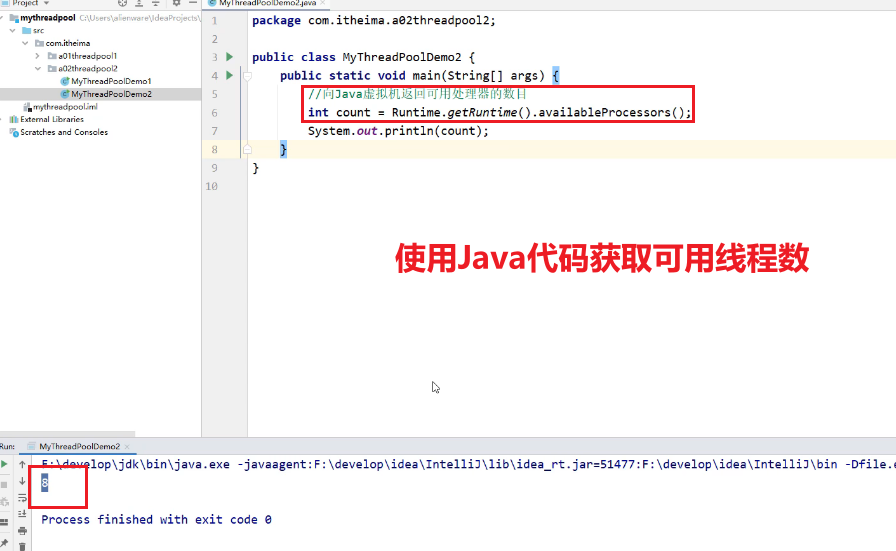 Project
MyThreadPoolDemo2.java
mythreadpool C:\Users\alienware\IdeaProjects\
src
com.itheima
a01threadpool1
a02threadpool2
MyThreadPoolDemo1
MyThreadPoolDemo2
mythreadpool.iml
External Libraries
Scratches and Consoles
1 package com.itheima.a02threadpool2;
2
3 public class MyThreadPoolDemo2 {
4 public static void main(String[] args) {
5 //向Java虚拟机返回可用处理器的数目
6 int count = Runtime.getRuntime().availableProcessors();
7 System.out.println(count);
8 }
9 }
10
使用Java代码获取可用线程数
Run: MyThreadPoolDemo2
F:\develop\jdk\bin\java.exe -javaagent:F:\develop\idea\IntelliJ\lib\idea_rt.jar=51477:F:\develop\idea\IntelliJ\bin -Dfile.e
8
Process finished with exit code 0